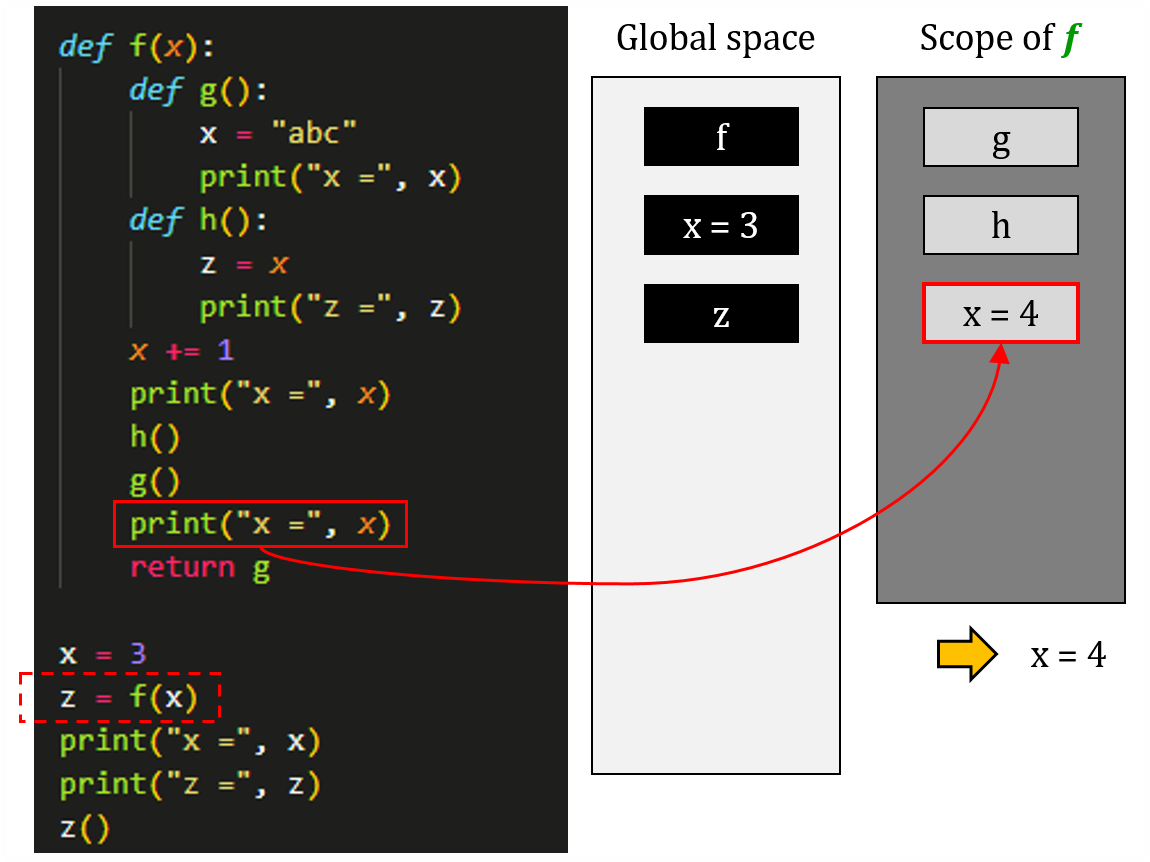 def f(x):
    def g():
        x = "abc"
        print("x =", x)
    def h():
        z = x
        print("z =", z)
    x += 1
    print("x =", x)
    h()
    g()
    print("x =", x)
    return g

x = 3
z = f(x)
print("x =", x)
print("z =", z)
z()
Global space
f
x = 3
z
Scope of f
g
h
x = 4
x = 4